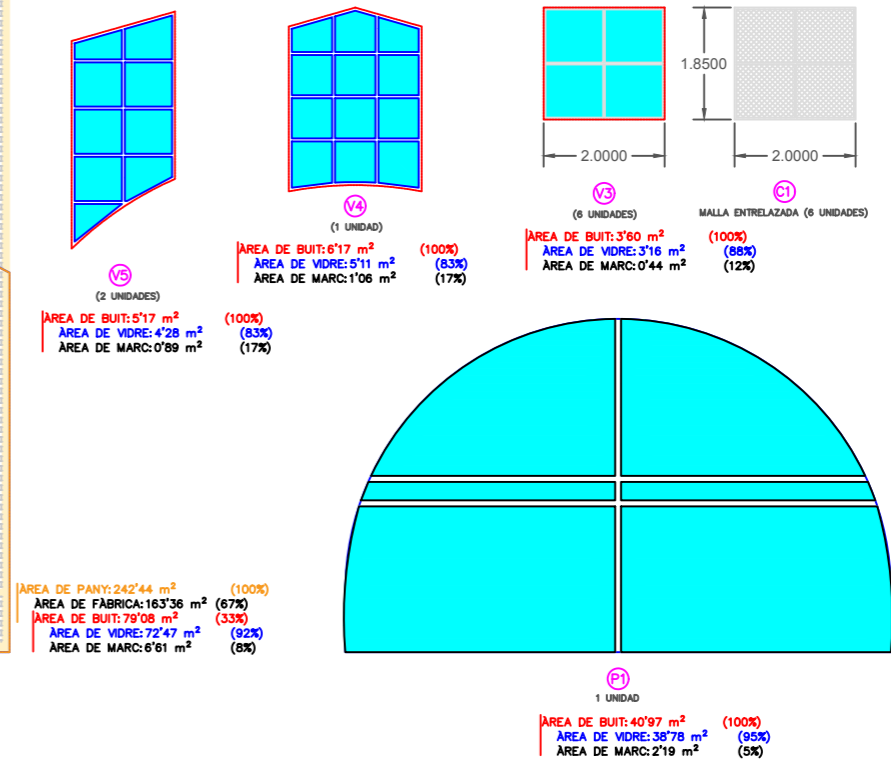 V5
(2 UNIDADES)
ÀREA DE BUIT: 5'17 m² (100%)
ÀREA DE VIDRE: 4'28 m² (83%)
ÀREA DE MARC: 0'89 m² (17%)
V4
(1 UNIDAD)
ÀREA DE BUIT: 6'17 m² (100%)
ÀREA DE VIDRE: 5'11 m² (83%)
ÀREA DE MARC: 1'06 m² (17%)
2.0000
V3
(6 UNIDADES)
ÀREA DE BUIT: 3'60 m² (100%)
ÀREA DE VIDRE: 3'16 m² (88%)
ÀREA DE MARC: 0'44 m² (12%)
1.8500
2.0000
C1
MALLA ENTRELAZADA (6 UNIDADES)
ÀREA DE PANY: 242'44 m² (100%)
ÀREA DE FÀBRICA: 163'36 m² (67%)
ÀREA DE BUIT: 79'08 m² (33%)
ÀREA DE VIDRE: 72'47 m² (92%)
ÀREA DE MARC: 6'61 m² (8%)
P1
1 UNIDAD
ÀREA DE BUIT: 40'97 m² (100%)
ÀREA DE VIDRE: 38'78 m² (95%)
ÀREA DE MARC: 2'19 m² (5%)